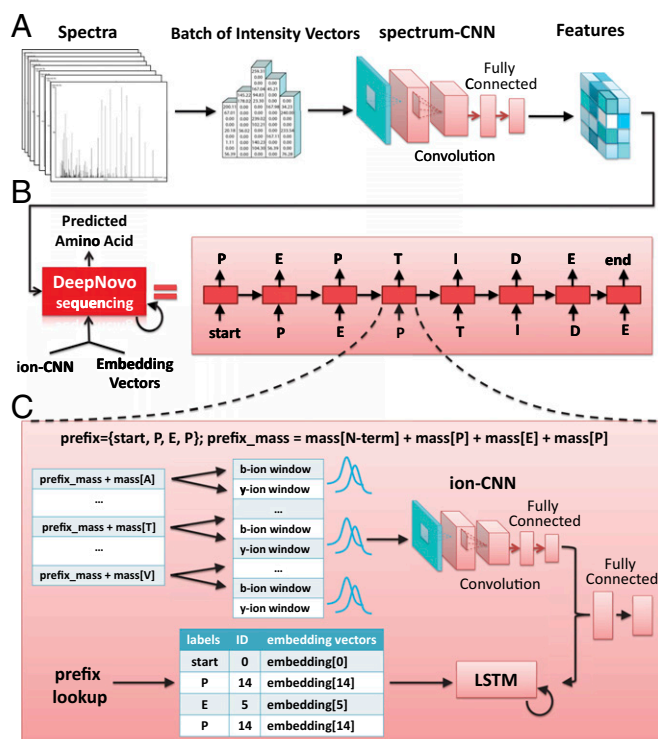 A
Spectra
Batch of Intensity Vectors
spectrum-CNN
Features
Fully
Connected
Convolution
B
Predicted
Amino Acid
DeepNovo
sequencing
=
ion-CNN
Embedding
Vectors
P E P T I D E end
start P E P T I D E
C
prefix={start, P, E, P}; prefix_mass = mass[N-term] + mass[P] + mass[E] + mass[P]
prefix_mass + mass[A]
...
prefix_mass + mass[T]
...
prefix_mass + mass[V]
b-ion window
y-ion window
...
b-ion window
y-ion window
...
b-ion window
y-ion window
ion-CNN
Fully
Connected
Convolution
Fully
Connected
prefix
lookup
labels ID embedding vectors
start 0 embedding[0]
P 14 embedding[14]
E 5 embedding[5]
P 14 embedding[14]
LSTM